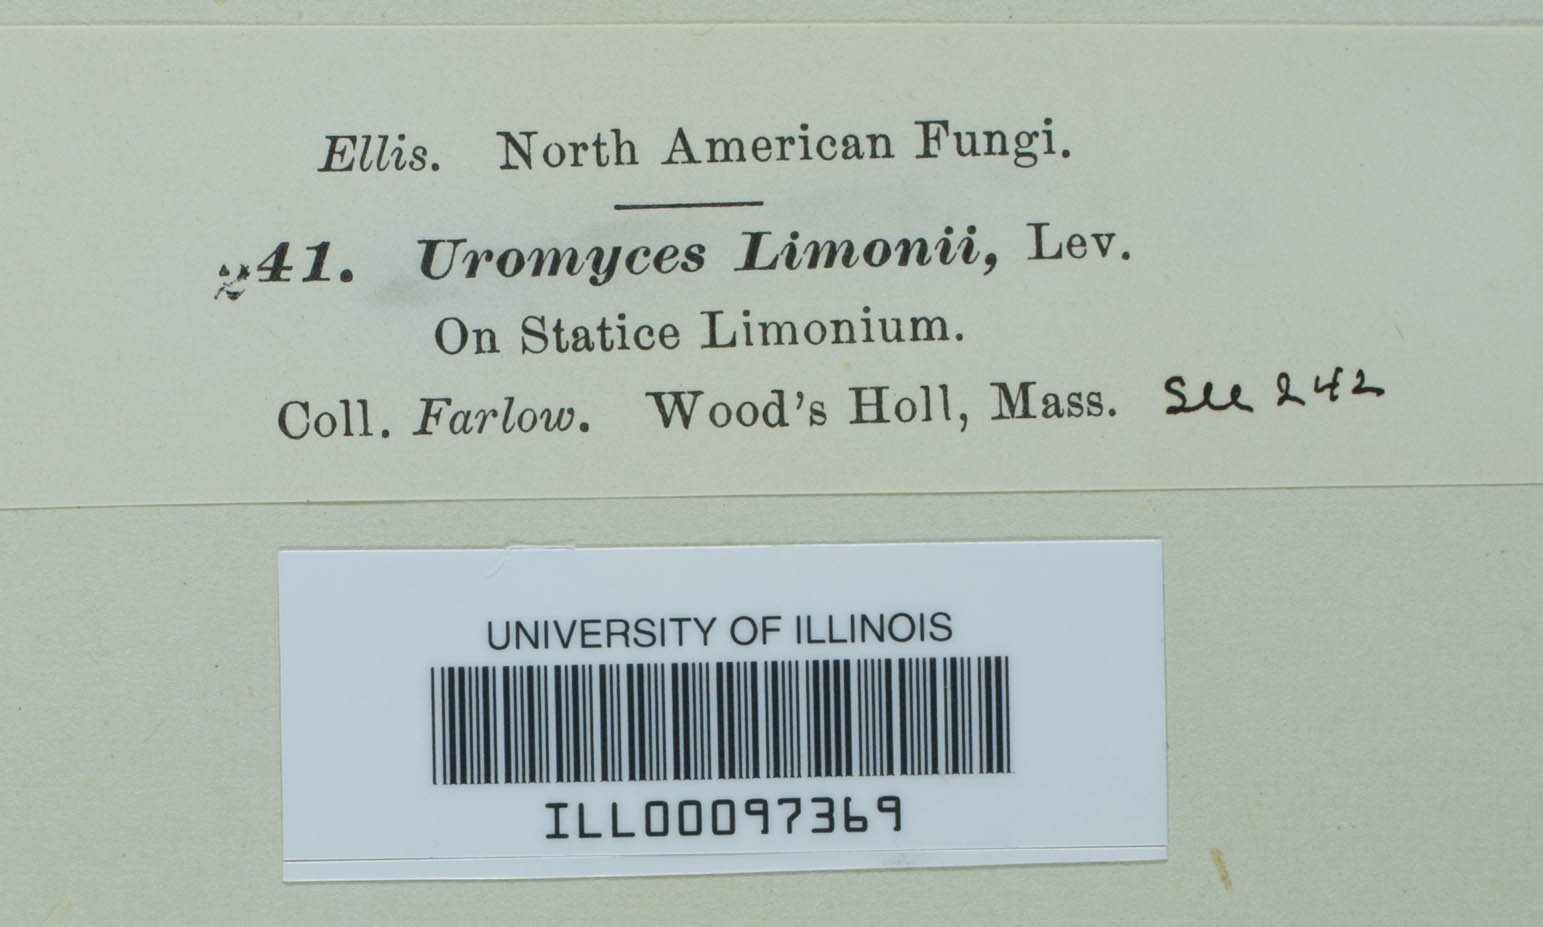 Ellis. North American Fungi.
41. Uromyces Limonii, Lev.
On Statice Limonium.
Coll. Farlow. Wood's Holl, Mass. See 242
UNIVERSITY OF ILLINOIS
ILL00097369